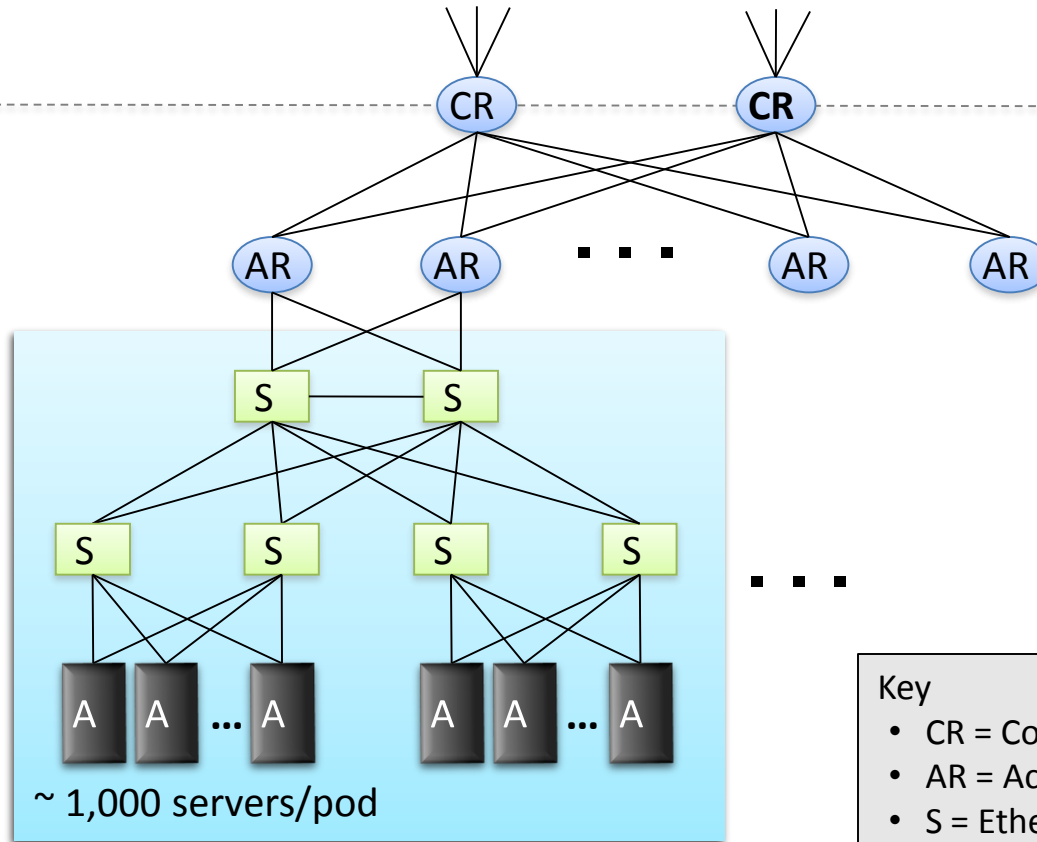 CR CR
AR AR . . . AR AR
S S
S S S S
. . .
A A ... A A A ... A
~ 1,000 servers/pod
Key
• CR = Co
• AR = Ac
• S = Ethe